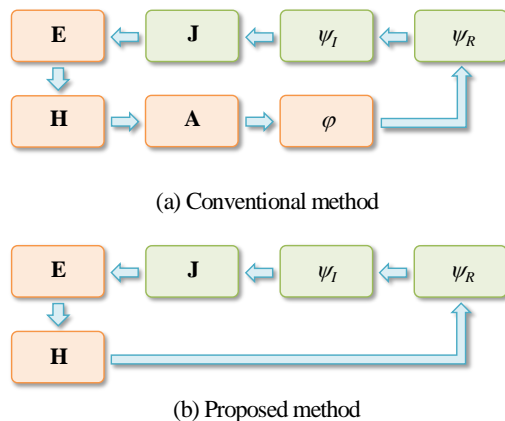 E J ψI ψR
H A φ
(a) Conventional method
E J ψI ψR
H
(b) Proposed method